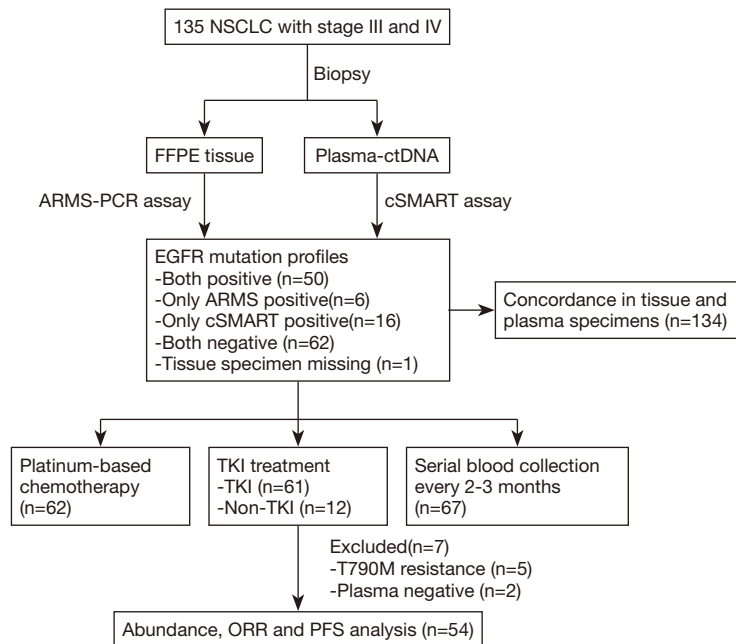 135 NSCLC with stage III and IV
Biopsy
FFPE tissue
Plasma-ctDNA
ARMS-PCR assay
cSMART assay
EGFR mutation profiles
-Both positive (n=50)
-Only ARMS positive(n=6)
-Only cSMART positive(n=16)
-Both negative (n=62)
-Tissue specimen missing (n=1)
Concordance in tissue and
plasma specimens (n=134)
Platinum-based
chemotherapy
(n=62)
TKI treatment
-TKI (n=61)
-Non-TKI (n=12)
Serial blood collection
every 2-3 months
(n=67)
Excluded(n=7)
-T790M resistance (n=5)
-Plasma negative (n=2)
Abundance, ORR and PFS analysis (n=54)